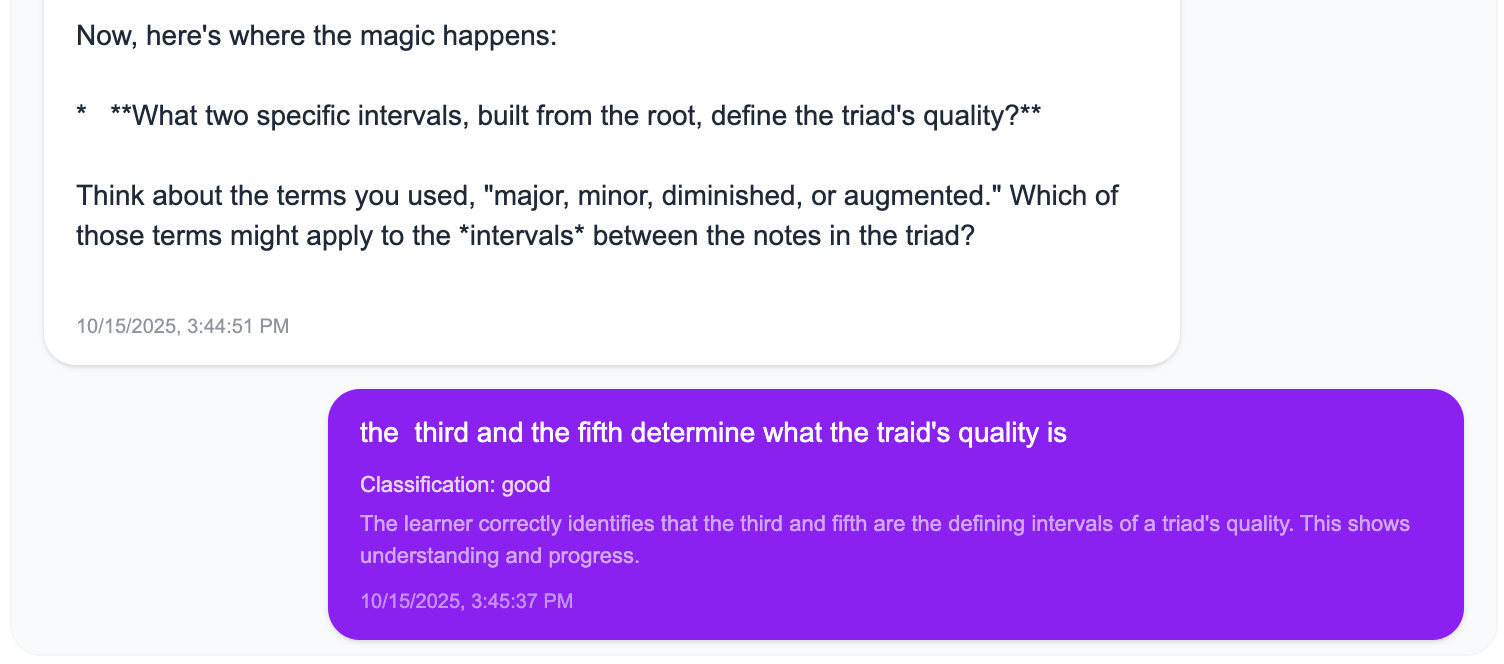 Now, here's where the magic happens:
*   **What two specific intervals, built from the root, define the triad's quality?**
Think about the terms you used, "major, minor, diminished, or augmented." Which of
those terms might apply to the *intervals* between the notes in the triad?
10/15/2025, 3:44:51 PM
the  third and the fifth determine what the traid's quality is
Classification: good
The learner correctly identifies that the third and fifth are the defining intervals of a triad's quality. This shows
understanding and progress.
10/15/2025, 3:45:37 PM